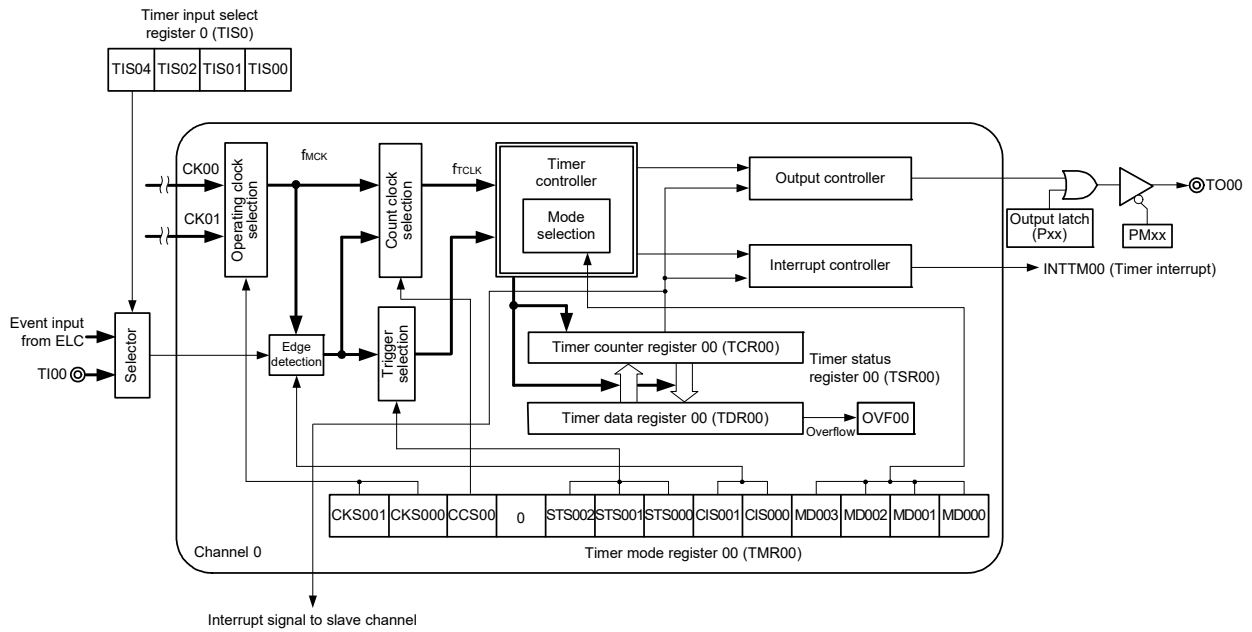 Timer input select
register 0 (TIS0)
TIS04 TIS02 TIS01 TIS00
CK00
CK01
Operating clock
selection
fMCK
Count clock
selection
fTCLK
Timer
controller
Mode
selection
Output controller
Output latch
(Pxx)
PMxx
TO00
Interrupt controller
INTTM00 (Timer interrupt)
Event input
from ELC
TI00
Selector
Edge
detection
Trigger
selection
Timer counter register 00 (TCR00)
Timer status
register 00 (TSR00)
Timer data register 00 (TDR00)
Overflow
OVF00
CKS001 CKS000 CCS00 0 STS002 STS001 STS000 CIS001 CIS000 MD003 MD002 MD001 MD000
Channel 0
Timer mode register 00 (TMR00)
Interrupt signal to slave channel